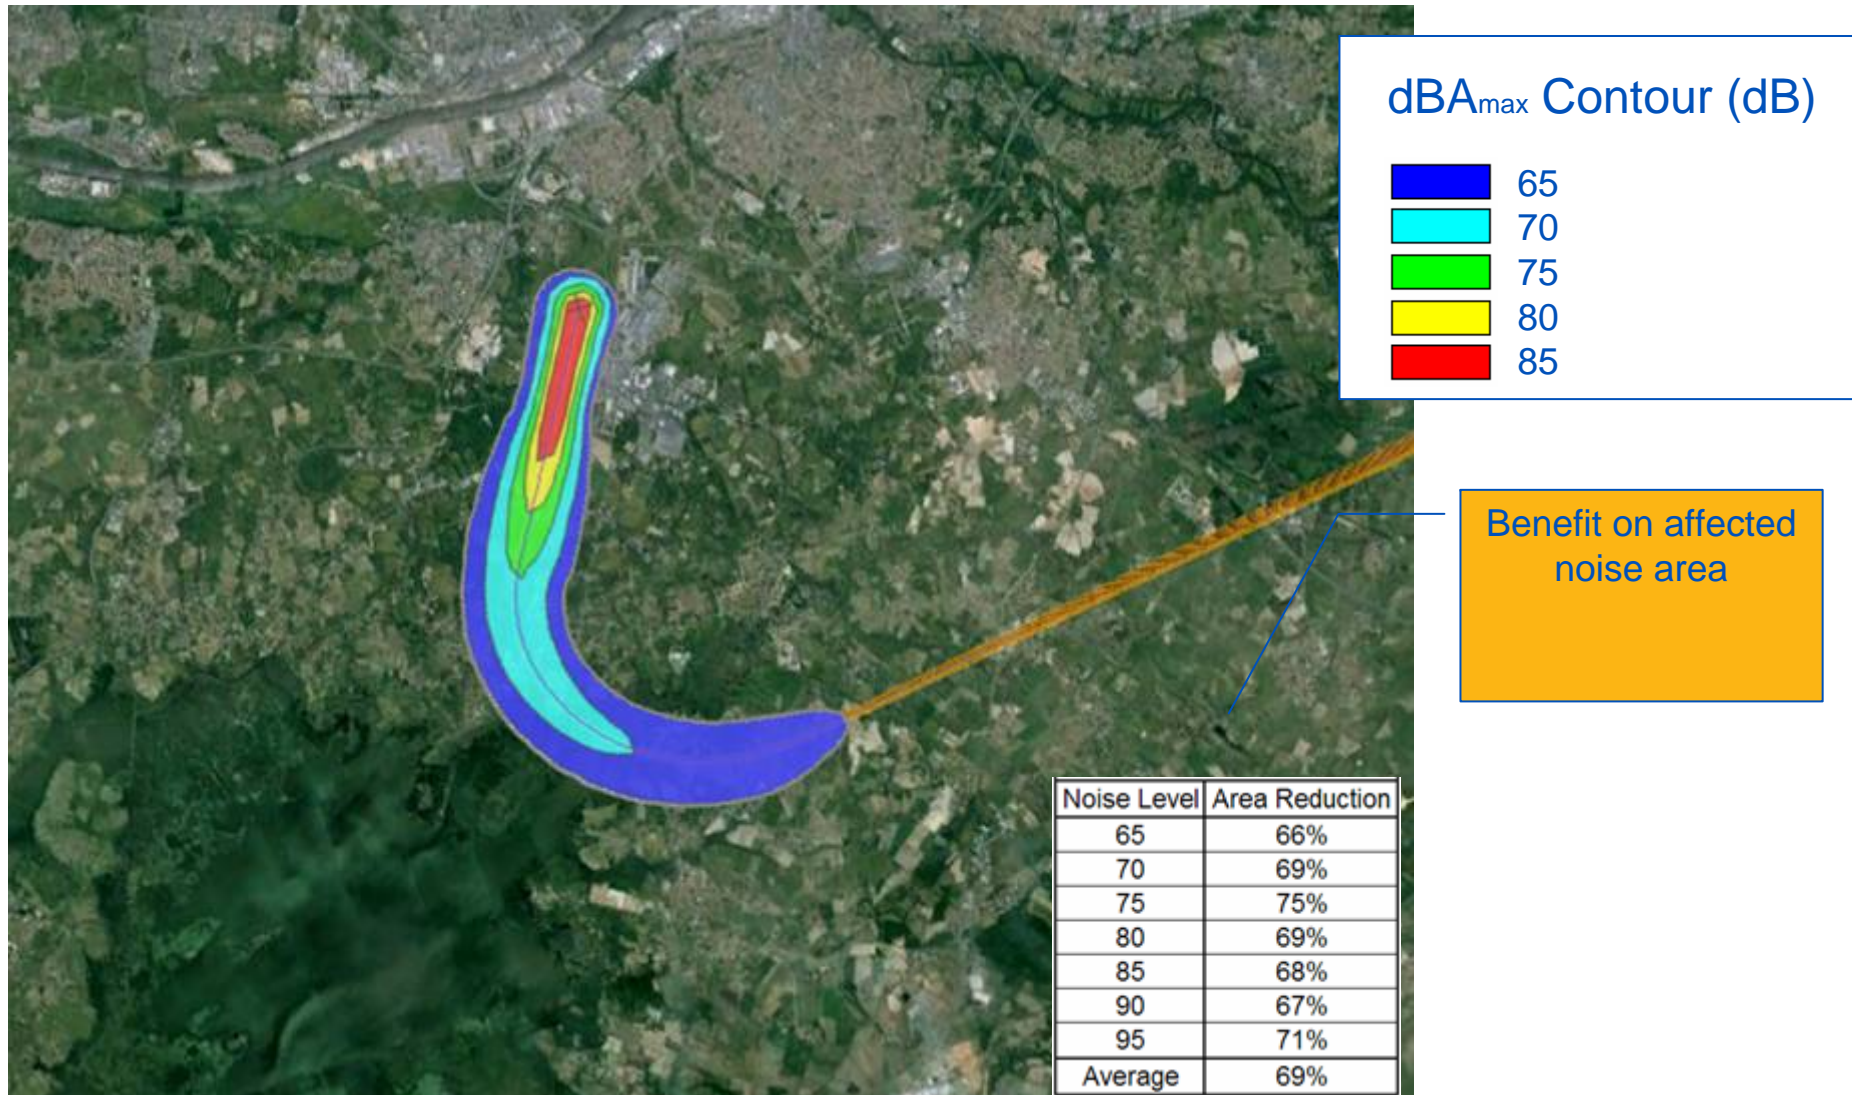 dBAmax Contour (dB)
65
70
75
80
85
Benefit on affected
noise area
Noise Level Area Reduction
65 66%
70 69%
75 75%
80 69%
85 68%
90 67%
95 71%
Average 69%